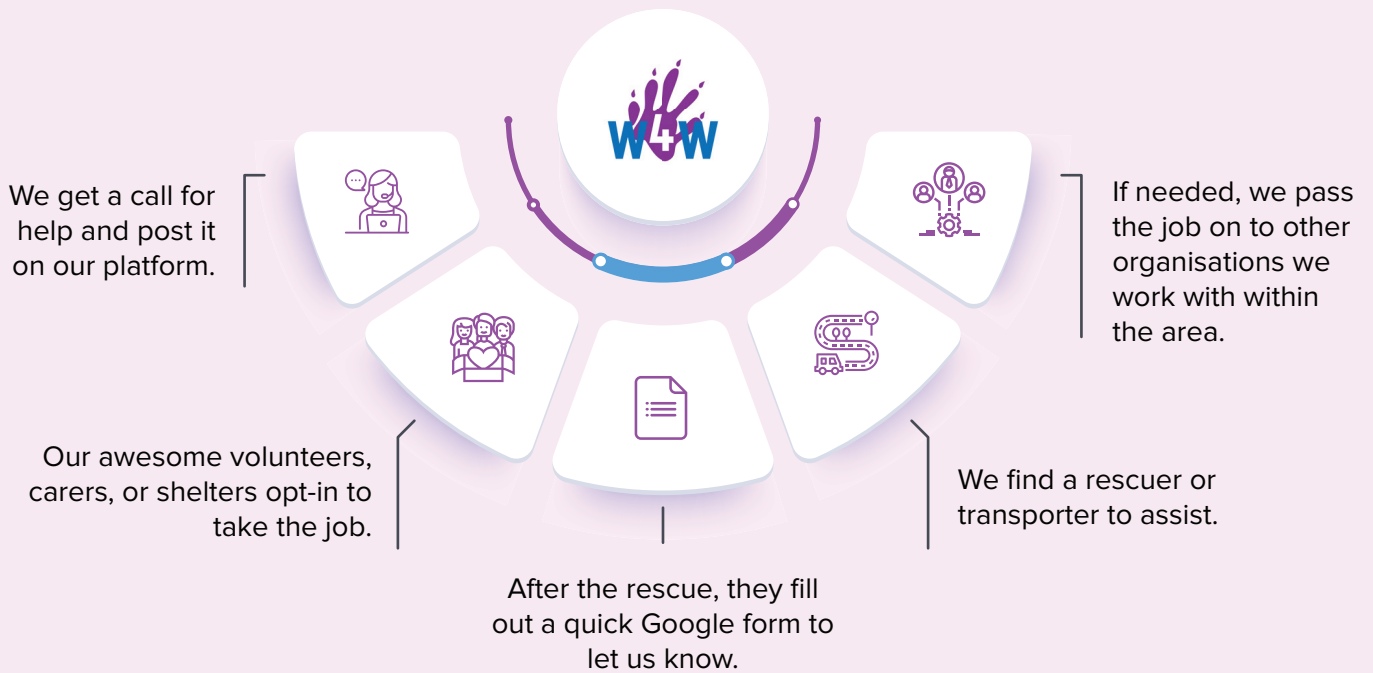 W4W
We get a call for
help and post it
on our platform.
Our awesome volunteers,
carers, or shelters opt-in to
take the job.
After the rescue, they fill
out a quick Google form to
let us know.
We find a rescuer or
transporter to assist.
If needed, we pass
the job on to other
organisations we
work with within
the area.